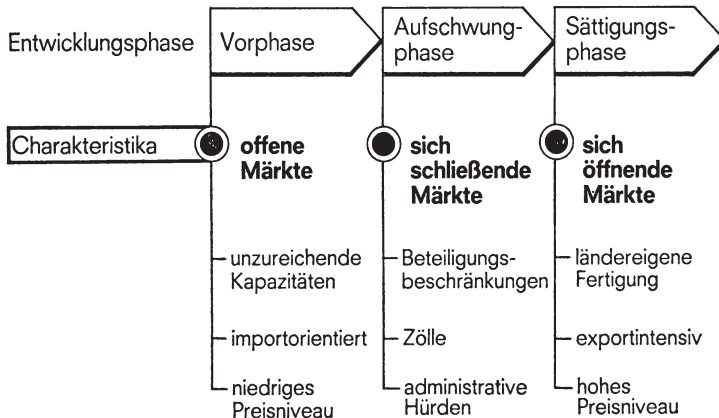 Entwicklungsphase
Vorphase
Aufschwung-
phase
Sättigungs-
phase
Charakteristika
offene
Märkte
sich
schließende
Märkte
sich
öffnende
Märkte
unzureichende
Kapazitäten
Beteiligungs-
beschränkungen
ländereigene
Fertigung
importorientiert
Zölle
exportintensiv
niedriges
Preisniveau
administrative
Hürden
hohes
Preisniveau